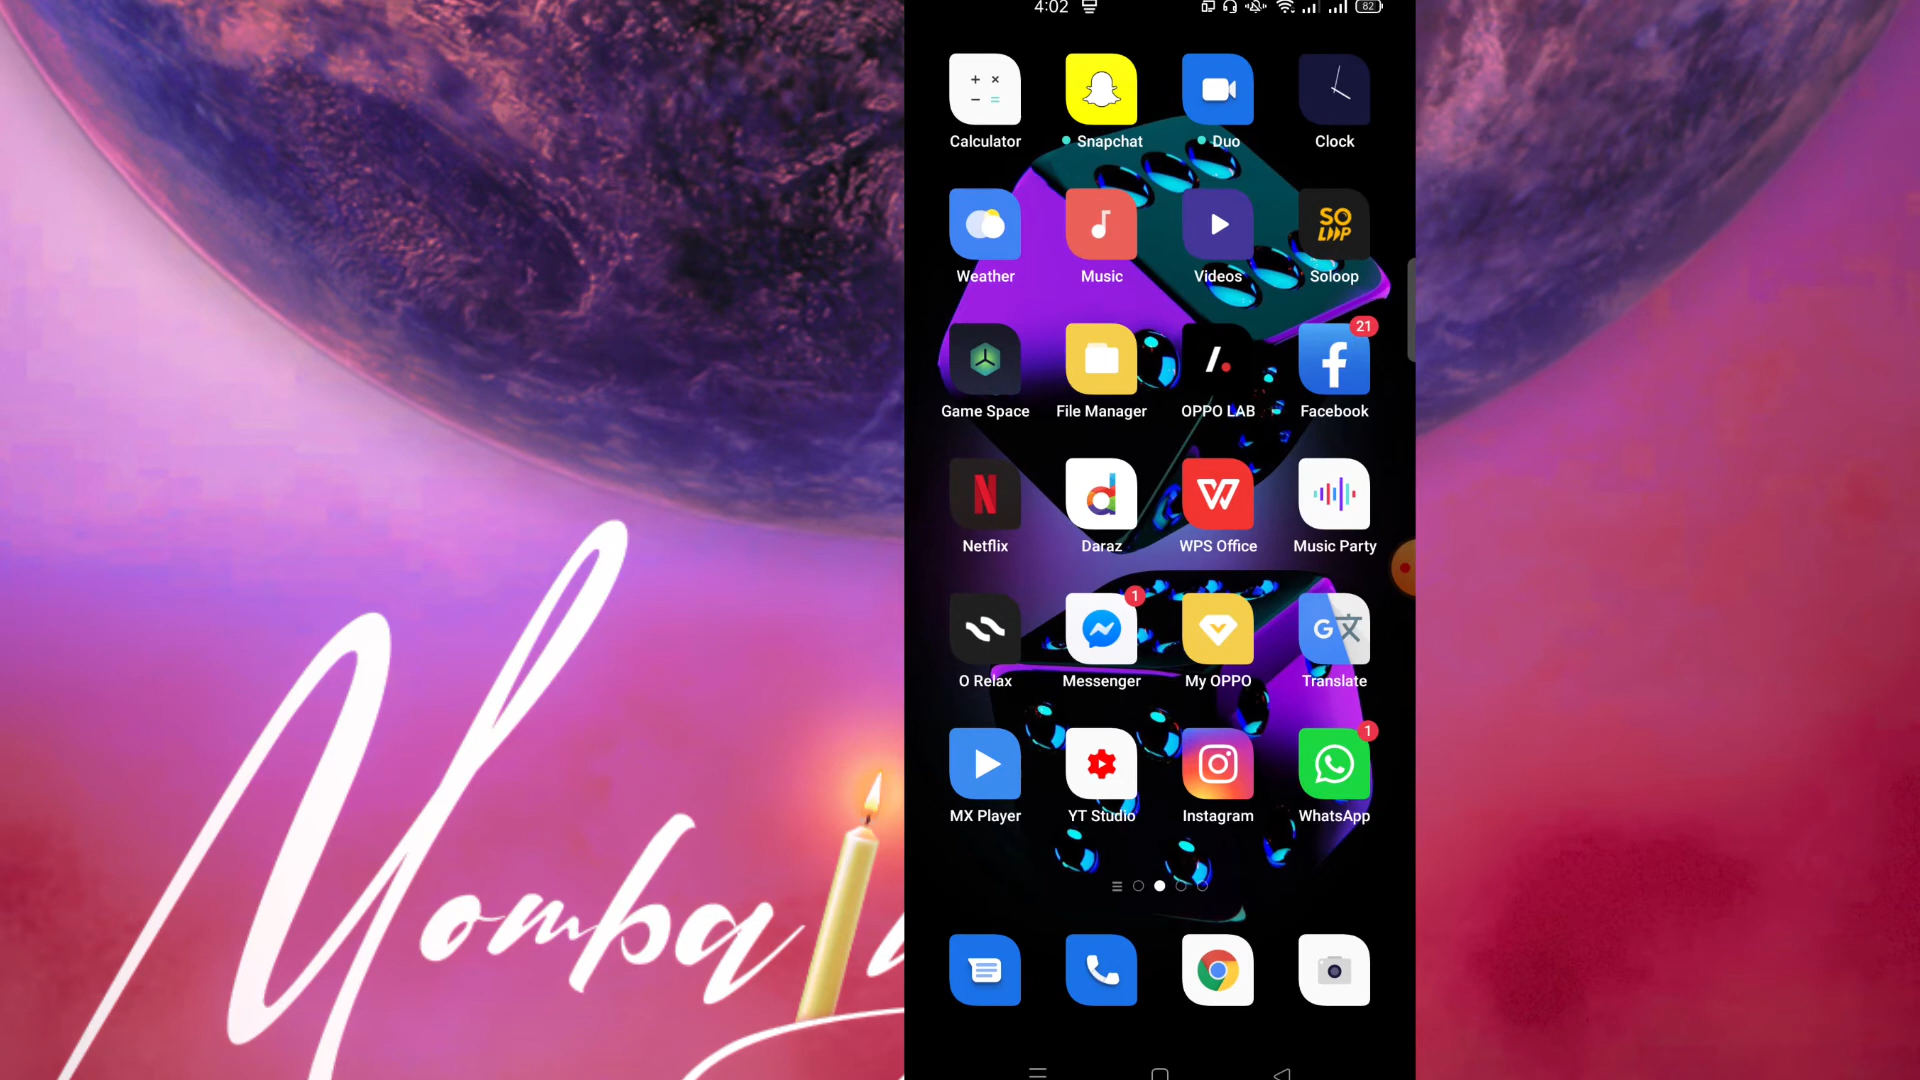 4:02
82
Calculator Snapchat Duo Clock
SO
LOOP
Weather Music Videos Soloop
21
Game Space File Manager OPPO LAB Facebook
Netflix Daraz WPS Office Music Party
1
G文
O Relax Messenger My OPPO Translate
1
MX Player YT Studio Instagram WhatsApp